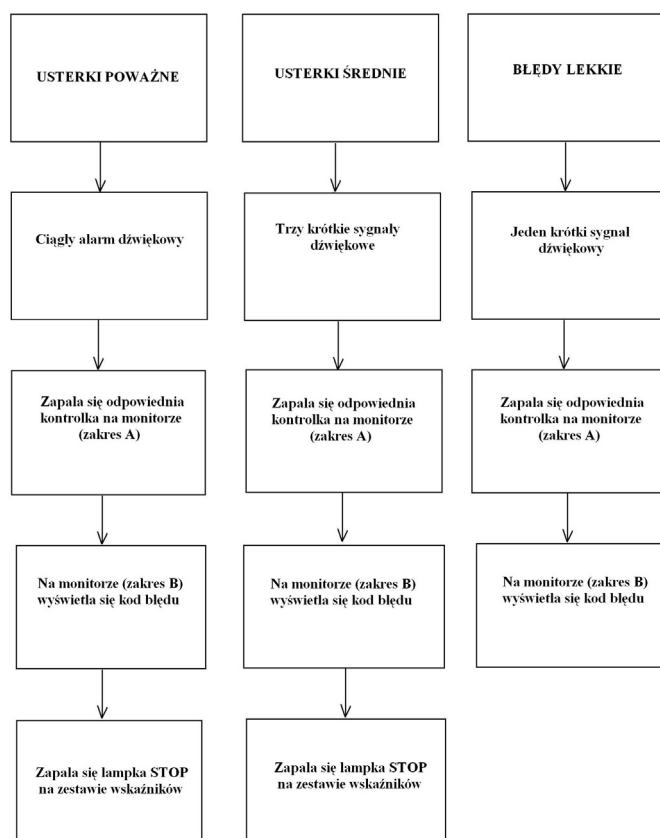 USTERKI POWAŻNE
Ciągły alarm dźwiękowy
Zapala się odpowiednia
kontrolka na monitorze
(zakres A)
Na monitorze (zakres B)
wyświetla się kod błędu
Zapala się lampka STOP
na zestawie wskaźników
USTERKI ŚREDNIE
Trzy krótkie sygnały
dźwiękowe
Zapala się odpowiednia
kontrolka na monitorze
(zakres A)
Na monitorze (zakres B)
wyświetla się kod błędu
Zapala się lampka STOP
na zestawie wskaźników
BŁĘDY LEKKIE
Jeden krótki sygnał
dźwiękowy
Zapala się odpowiednia
kontrolka na monitorze
(zakres A)
Na monitorze (zakres B)
wyświetla się kod błędu